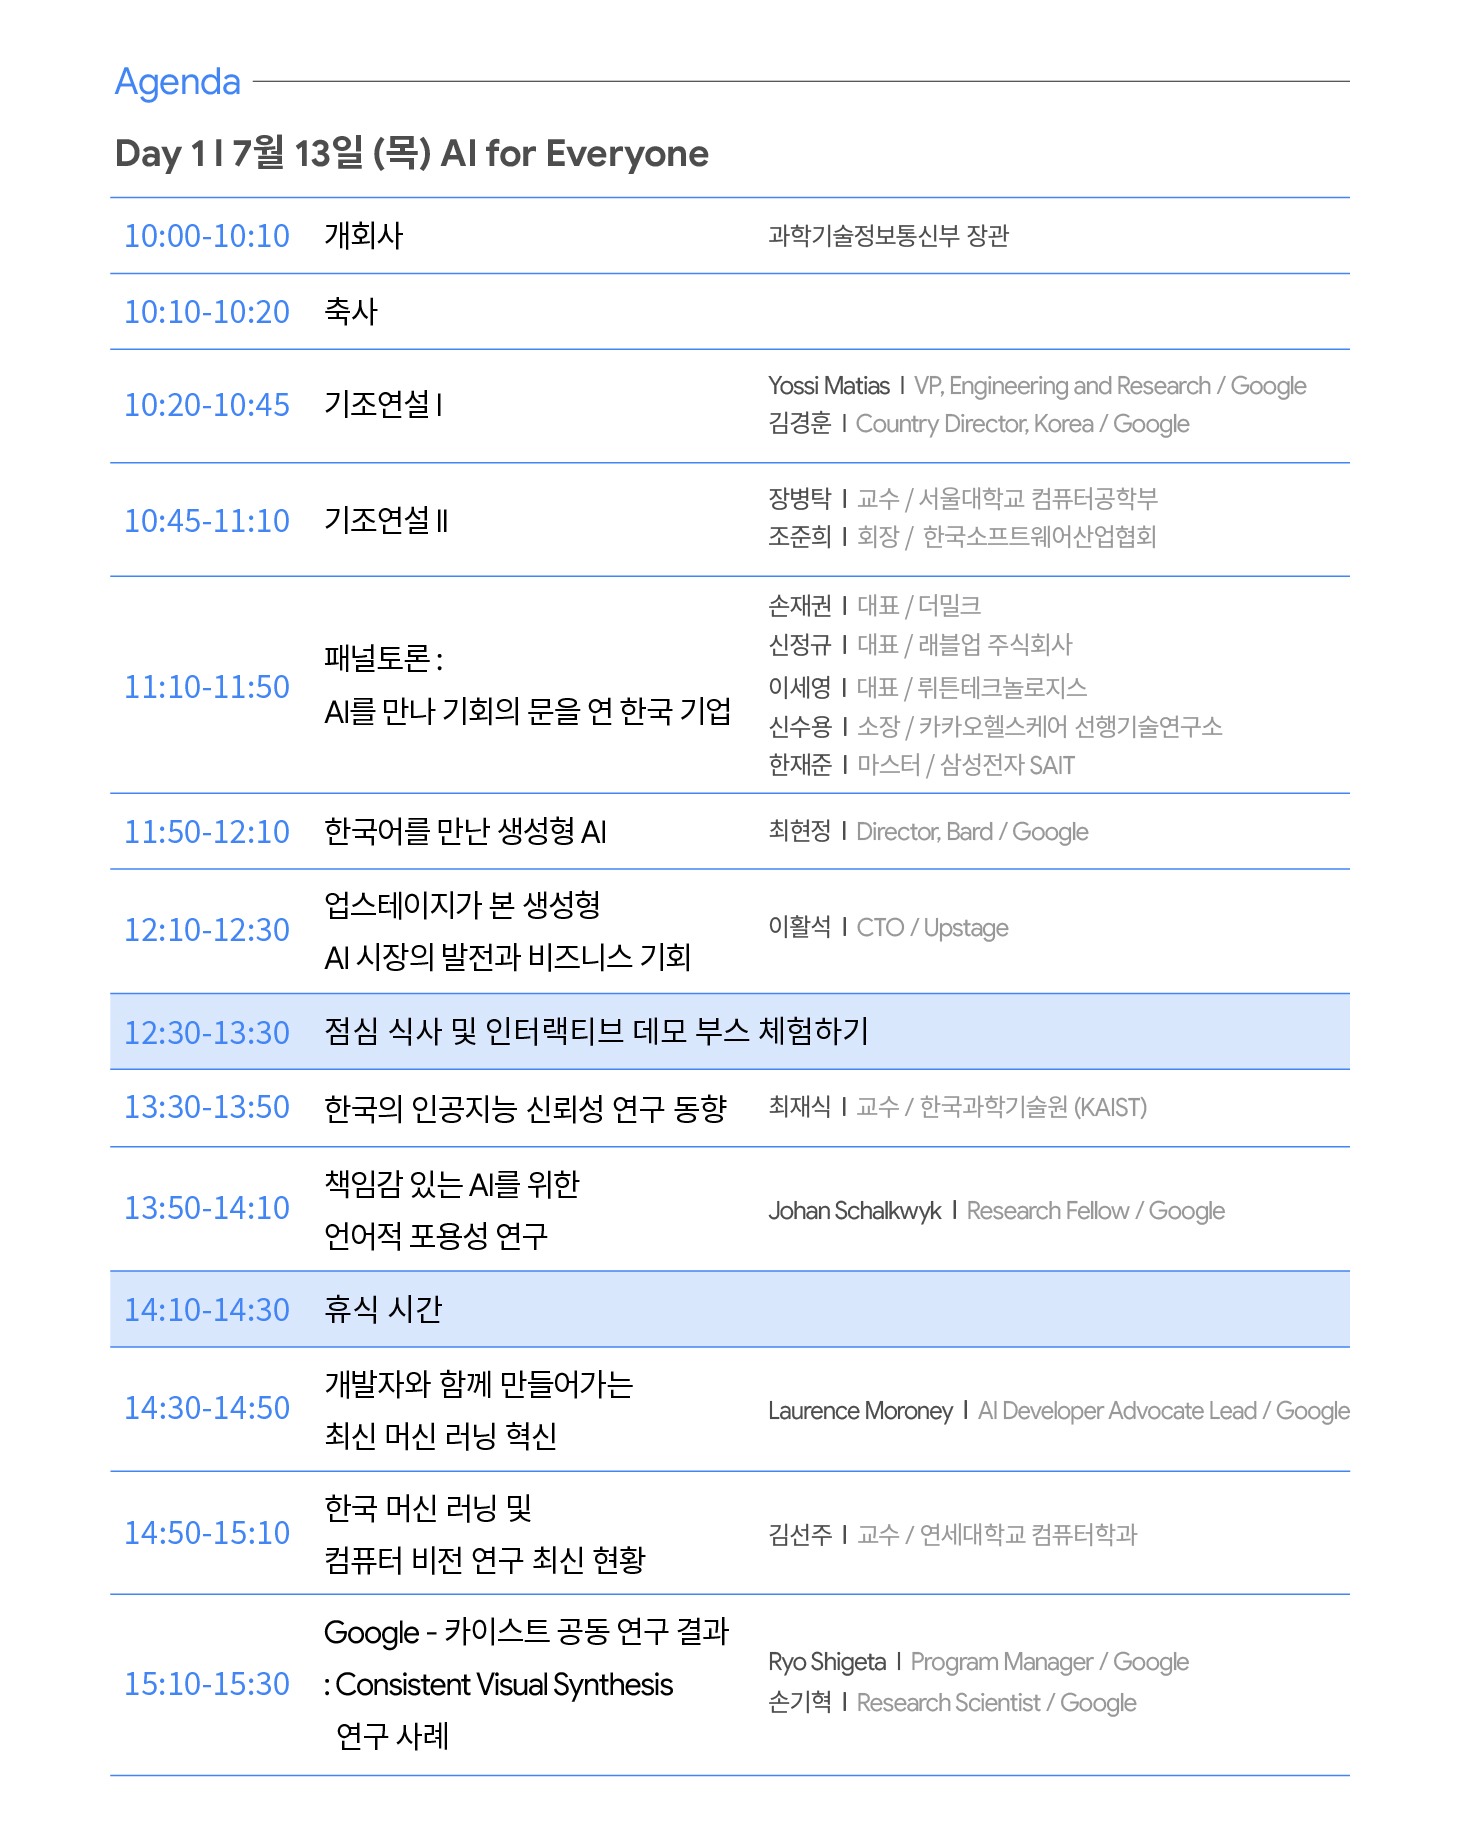 Agenda
Day 1 l 7월 13일 (목) AI for Everyone
10:00-10:10 개회사 과학기술정보통신부 장관
10:10-10:20 축사
10:20-10:45 기조연설 I
Yossi Matias l VP, Engineering and Research / Google
김경훈 l Country Director, Korea / Google
10:45-11:10 기조연설 II
장병탁 l 교수 / 서울대학교 컴퓨터공학부
조준희 l 회장 / 한국소프트웨어산업협회
11:10-11:50
패널토론 :
AI를 만나 기회의 문을 연 한국 기업
손재권 l 대표 / 더밀크
신정규 l 대표 / 래블업 주식회사
이세영 l 대표 / 뤼튼테크놀로지스
신수용 l 소장 / 카카오헬스케어 선행기술연구소
한재준 l 마스터 / 삼성전자 SAIT
11:50-12:10 한국어를 만난 생성형 AI 최현정 l Director, Bard / Google
12:10-12:30
업스테이지가 본 생성형
AI 시장의 발전과 비즈니스 기회
이활석 l CTO / Upstage
12:30-13:30 점심 식사 및 인터랙티브 데모 부스 체험하기
13:30-13:50 한국의 인공지능 신뢰성 연구 동향 최재식 l 교수 / 한국과학기술원 (KAIST)
13:50-14:10
책임감 있는 AI를 위한
언어적 포용성 연구
Johan Schalkwyk l Research Fellow / Google
14:10-14:30 휴식 시간
14:30-14:50
개발자와 함께 만들어가는
최신 머신 러닝 혁신
Laurence Moroney l AI Developer Advocate Lead / Google
14:50-15:10
한국 머신 러닝 및
컴퓨터 비전 연구 최신 현황
김선주 l 교수 / 연세대학교 컴퓨터학과
15:10-15:30
Google - 카이스트 공동 연구 결과
: Consistent Visual Synthesis
연구 사례
Ryo Shigeta l Program Manager / Google
손기혁 l Research Scientist / Google